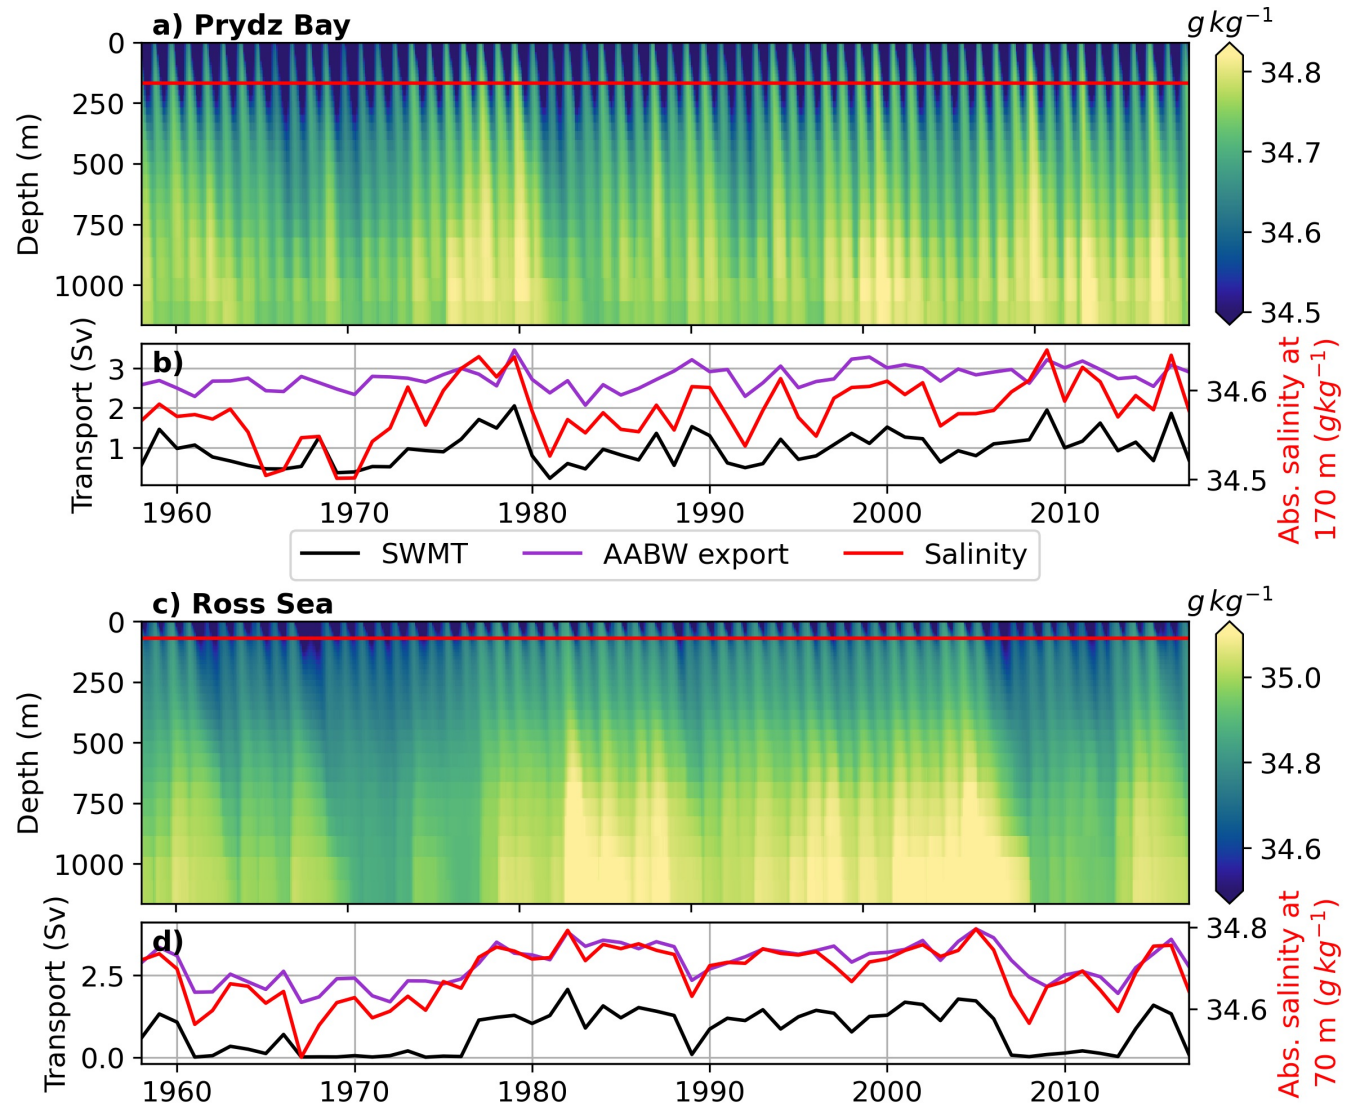 a) Prydz Bay
g kg⁻¹
0
250
500
750
1000
Depth (m)
34.8
34.7
34.6
34.5
b)
3
2
1
Transport (Sv)
34.6
34.5
Abs. salinity at
170 m (gkg⁻¹)
1960 1970 1980 1990 2000 2010
SWMT AABW export Salinity
c) Ross Sea
g kg⁻¹
0
250
500
750
1000
Depth (m)
35.0
34.8
34.6
d)
2.5
0.0
Transport (Sv)
34.8
34.6
Abs. salinity at
70 m (gkg⁻¹)
1960 1970 1980 1990 2000 2010